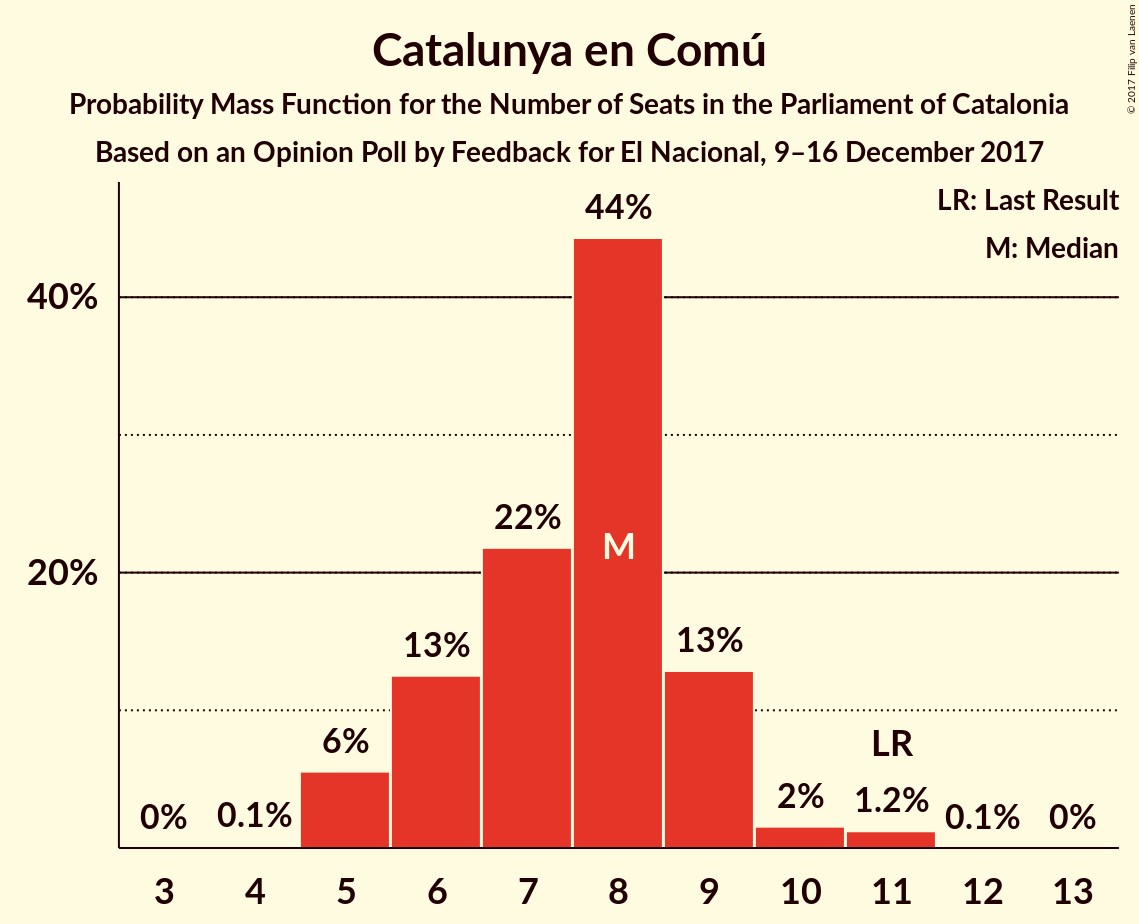 Catalunya en Comú
Probability Mass Function for the Number of Seats in the Parliament of Catalonia
Based on an Opinion Poll by Feedback for El Nacional, 9–16 December 2017
© 2017 Filip van Laenen
LR: Last Result
M: Median
40%
20%
0%
0.1%
6%
13%
22%
44%
M
13%
2%
LR
1.2%
0.1%
0%
3 4 5 6 7 8 9 10 11 12 13